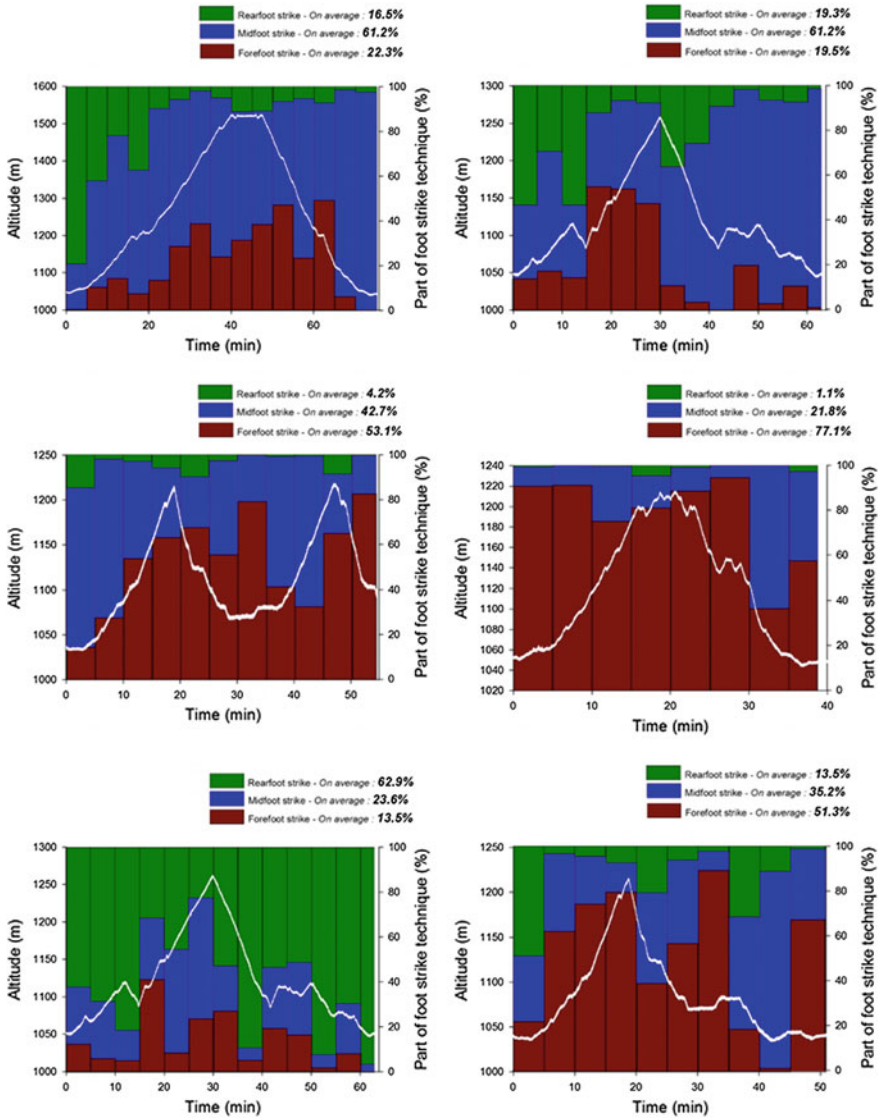 Rearfoot strike - On average : 16.5%
Midfoot strike - On average : 61.2%
Forefoot strike - On average : 22.3%
1600
1500
1400
1300
1200
1100
1000
Altitude (m)
100
80
60
40
20
0
Part of foot strike technique (%)
0 20 40 60
Time (min)
Rearfoot strike - On average : 19.3%
Midfoot strike - On average : 61.2%
Forefoot strike - On average : 19.5%
1300
1250
1200
1150
1100
1050
1000
Altitude (m)
100
80
60
40
20
0
Part of foot strike technique (%)
0 10 20 30 40 50 60
Time (min)
Rearfoot strike - On average : 4.2%
Midfoot strike - On average : 42.7%
Forefoot strike - On average : 53.1%
1250
1200
1150
1100
1050
1000
Altitude (m)
100
80
60
40
20
0
Part of foot strike technique (%)
0 10 20 30 40 50
Time (min)
Rearfoot strike - On average : 1.1%
Midfoot strike - On average : 21.8%
Forefoot strike - On average : 77.1%
1240
1220
1200
1180
1160
1140
1120
1100
1080
1060
1040
1020
Altitude (m)
100
80
60
40
20
0
Part of foot strike technique (%)
0 10 20 30 40
Time (min)
Rearfoot strike - On average : 62.9%
Midfoot strike - On average : 23.6%
Forefoot strike - On average : 13.5%
1300
1250
1200
1150
1100
1050
1000
Altitude (m)
100
80
60
40
20
0
Part of foot strike technique (%)
0 10 20 30 40 50 60
Time (min)
Rearfoot strike - On average : 13.5%
Midfoot strike - On average : 35.2%
Forefoot strike - On average : 51.3%
1250
1200
1150
1100
1050
1000
Altitude (m)
100
80
60
40
20
0
Part of foot strike technique (%)
0 10 20 30 40 50
Time (min)